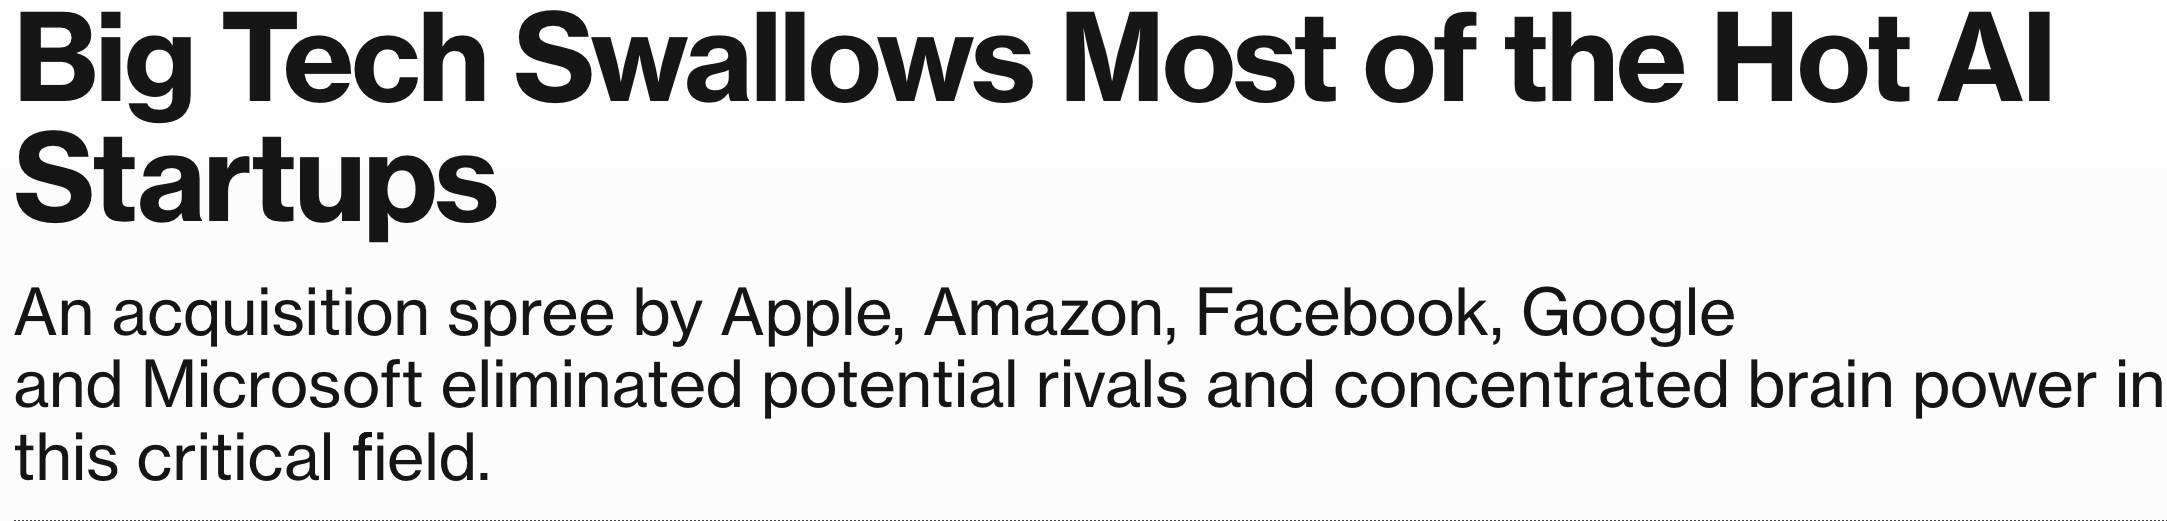 Big Tech Swallows Most of the Hot AI
Startups
An acquisition spree by Apple, Amazon, Facebook, Google
and Microsoft eliminated potential rivals and concentrated brain power in
this critical field.